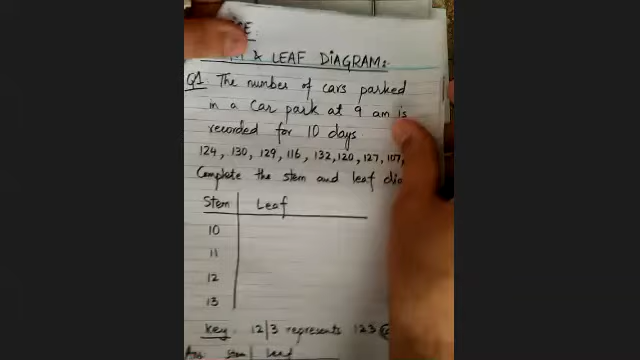 & LEAF DIAGRAM:
Q1 The number of cars parked
in a car park at 9 am is
recorded for 10 days
124, 130, 129, 116, 132, 120, 127, 107,
Complete the stem and leaf
Stem Leaf
10
11
12
13
Key: 12|3 represents 123
Stem Leaf